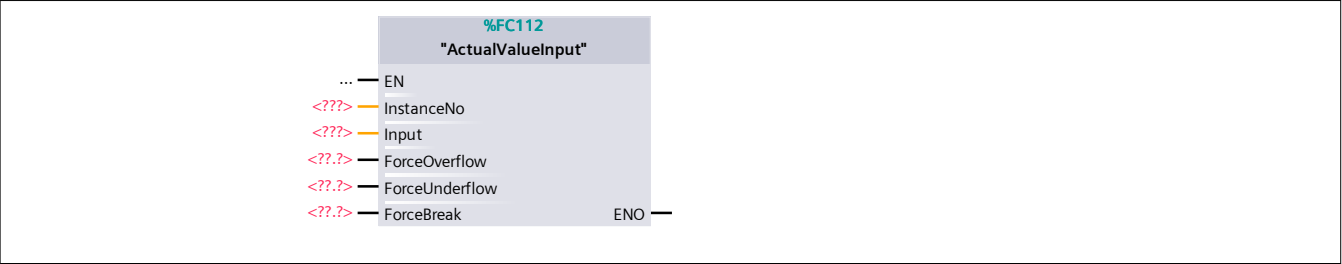 %FC112
"ActualValueInput"
... EN
<???> InstanceNo
<???> Input
<??.?> ForceOverflow
<??.?> ForceUnderflow
<??.?> ForceBreak ENO